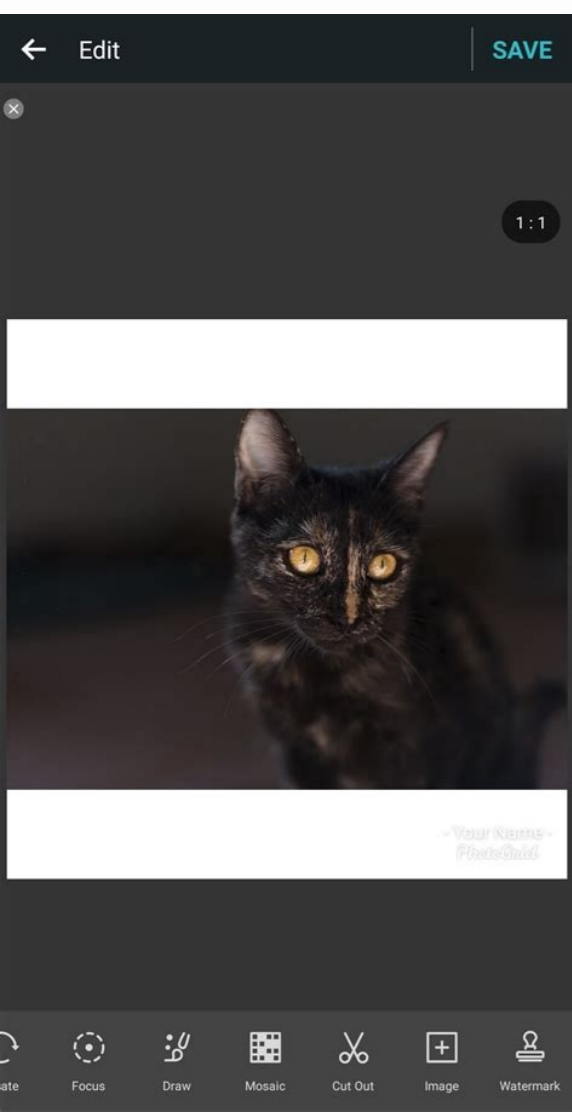 Edit
SAVE
1:1
- Your Name -
PhotoGrid
ate
Focus
Draw
Mosaic
Cut Out
Image
Watermark